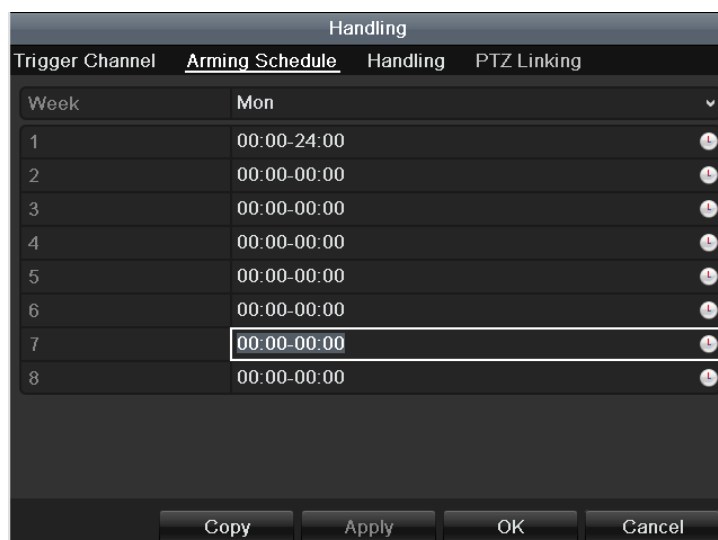 Handling
Trigger Channel Arming Schedule Handling PTZ Linking
Week Mon
1 00:00-24:00
2 00:00-00:00
3 00:00-00:00
4 00:00-00:00
5 00:00-00:00
6 00:00-00:00
7 00:00-00:00
8 00:00-00:00
Copy Apply OK Cancel